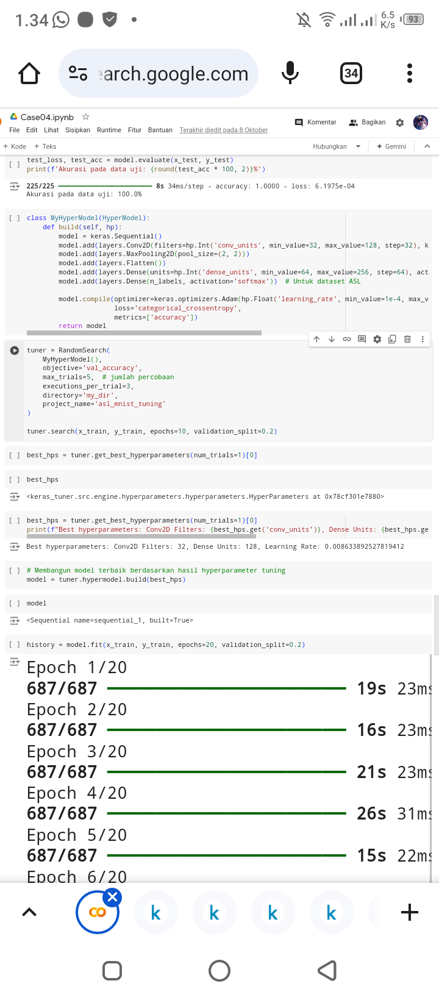 1.34
6.5
K/s
93
earch.google.com
34
Case04.ipynb
Komentar
Bagikan
File Edit Lihat Sisipkan Runtime Fitur Bantuan Terakhir diedit pada 8 Oktober
+ Kode + Teks
Hubungkan
Gemini
[ ] test_loss, test_acc = model.evaluate(x_test, y_test)
print(f'Akurasi pada data uji: {round(test_acc * 100, 2)}%')
225/225 8s 34ms/step - accuracy: 1.0000 - loss: 6.1975e-04
Akurasi pada data uji: 100.0%
[ ] class MyHyperModel(HyperModel):
def build(self, hp):
model = keras.Sequential()
model.add(layers.Conv2D(filters=hp.Int('conv_units', min_value=32, max_value=128, step=32), k
model.add(layers.MaxPooling2D(pool_size=(2, 2)))
model.add(layers.Flatten())
model.add(layers.Dense(units=hp.Int('dense_units', min_value=64, max_value=256, step=64), act
model.add(layers.Dense(n_labels, activation='softmax')) # Untuk dataset ASL
model.compile(optimizer=keras.optimizers.Adam(hp.Float('learning_rate', min_value=1e-4, max_v
loss='categorical_crossentropy',
metrics=['accuracy'])
return model
tuner = RandomSearch(
MyHyperModel(),
objective='val_accuracy',
max_trials=5, # jumlah percobaan
executions_per_trial=3,
directory='my_dir',
project_name='asl_mnist_tuning'
)
tuner.search(x_train, y_train, epochs=10, validation_split=0.2)
[ ] best_hps = tuner.get_best_hyperparameters(num_trials=1)[0]
[ ] best_hps
<keras_tuner.src.engine.hyperparameters.hyperparameters.HyperParameters at 0x78cf301e7880>
[ ] best_hps = tuner.get_best_hyperparameters(num_trials=1)[0]
print(f"Best hyperparameters: Conv2D Filters: {best_hps.get('conv_units')}, Dense Units: {best_hps.ge
Best hyperparameters: Conv2D Filters: 32, Dense Units: 128, Learning Rate: 0.008633892527819412
[ ] # Membangun model terbaik berdasarkan hasil hyperparameter tuning
model = tuner.hypermodel.build(best_hps)
[ ] model
<Sequential name=sequential_1, built=True>
[ ] history = model.fit(x_train, y_train, epochs=20, validation_split=0.2)
Epoch 1/20
687/687 19s 23ms
Epoch 2/20
687/687 16s 23ms
Epoch 3/20
687/687 21s 23ms
Epoch 4/20
687/687 26s 31ms
Epoch 5/20
687/687 15s 22ms
Epoch 6/20
k k k k